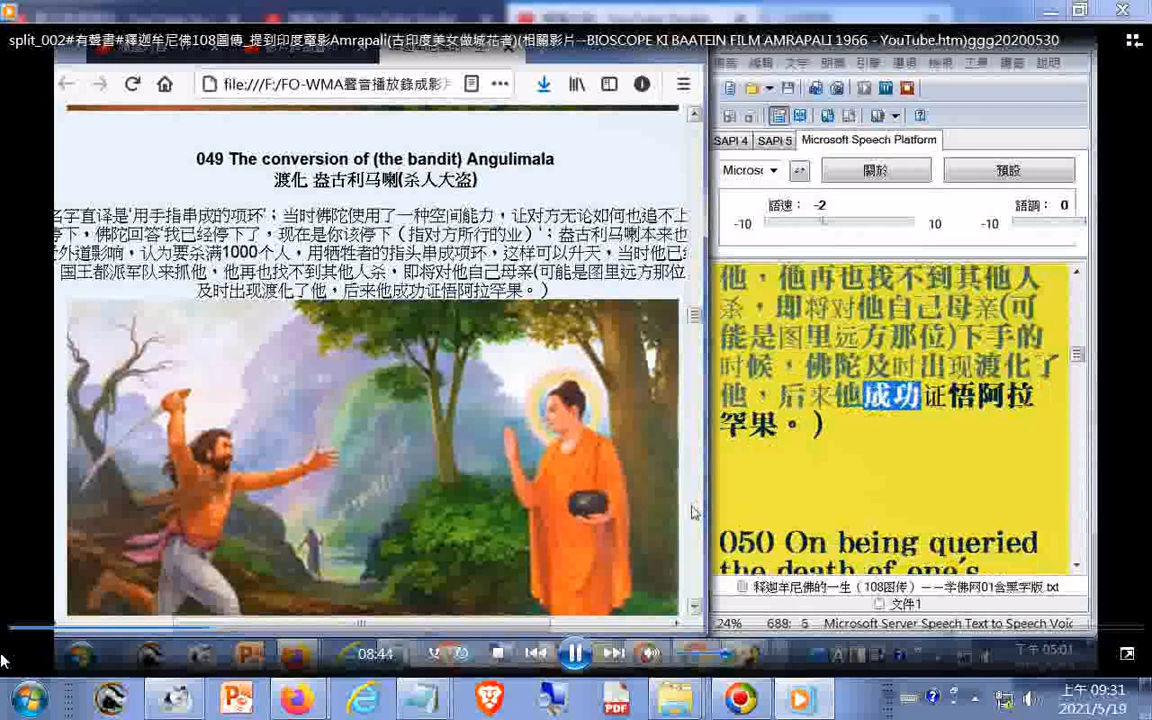 split_002#有聲書#釋迦牟尼佛108圖傳_提到印度電影Amrapali(古印度美女做城花者)(相關影片--BIOSCOPE KI BAATEIN FILM AMRAPALI 1966 - YouTube.htm)ggg20200530
file:///F:/FO-WMA聲音播放錄成影
049 The conversion of (the bandit) Angulimala
渡化 盎古利马喇(杀人大盗)
名字直译是'用手指串成的项环'；当时佛陀使用了一种空间能力，让对方无论如何也追不上
停下，佛陀回答'我已经停下了，现在是你该停下（指对方所行的业）'；盎古利马喇本来也
外道影响，认为要杀满1000个人，用牺牲者的指头串成项环，这样可以升天，当时他已
国王都派军队来抓他，他再也找不到其他人杀，即将对他自己母亲(可能是图里远方那位
及时出现渡化了他，后来他成功证悟阿拉罕果。)
SAPI 4 SAPI 5 Microsoft Speech Platform
關於 預設
語速： -2 語調： 0
-10 10 -10
他，他再也找不到其他人
杀，即将对他自己母亲(可
能是图里远方那位)下手的
时候，佛陀及时出现渡化了
他，后来他成功证悟阿拉
罕果。)
050 On being queried
the death of one's
释迦牟尼佛的一生（108图传）——学佛网01含黑字版.txt
文件1
24% 688: 5 Microsoft Server Speech Text to Speech Voic
08:44
下午 05:01
上午 09:31
2021/5/19